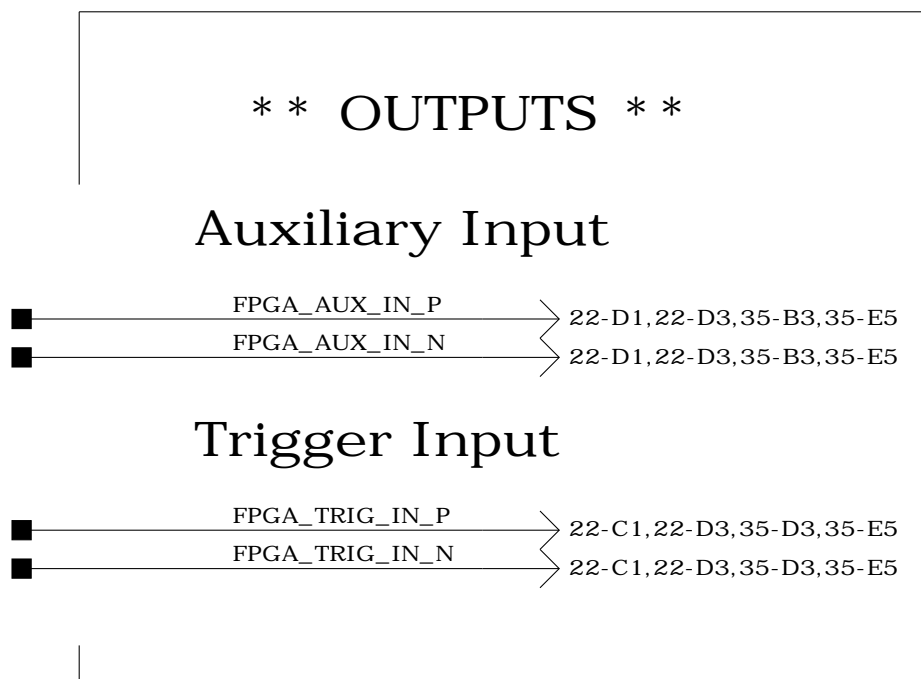 ** OUTPUTS **
Auxiliary Input
FPGA_AUX_IN_P 22-D1,22-D3,35-B3,35-E5
FPGA_AUX_IN_N 22-D1,22-D3,35-B3,35-E5
Trigger Input
FPGA_TRIG_IN_P 22-C1,22-D3,35-D3,35-E5
FPGA_TRIG_IN_N 22-C1,22-D3,35-D3,35-E5